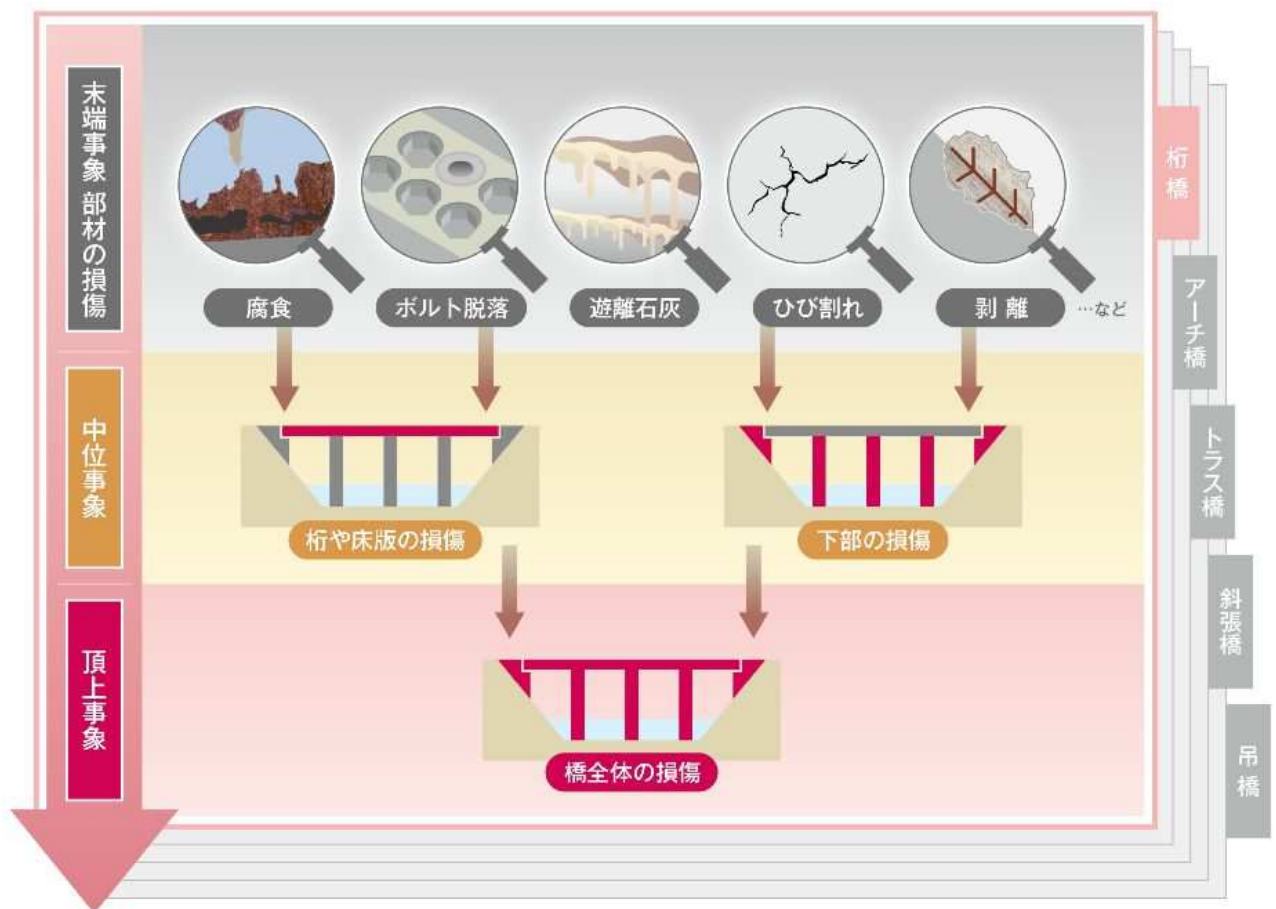 末端事象 部材の損傷
腐食
ボルト脱落
遊離石灰
ひび割れ
剥離
…など
中位事象
桁や床版の損傷
下部の損傷
頂上事象
橋全体の損傷
桁橋
アーチ橋
トラス橋
斜張橋
吊橋